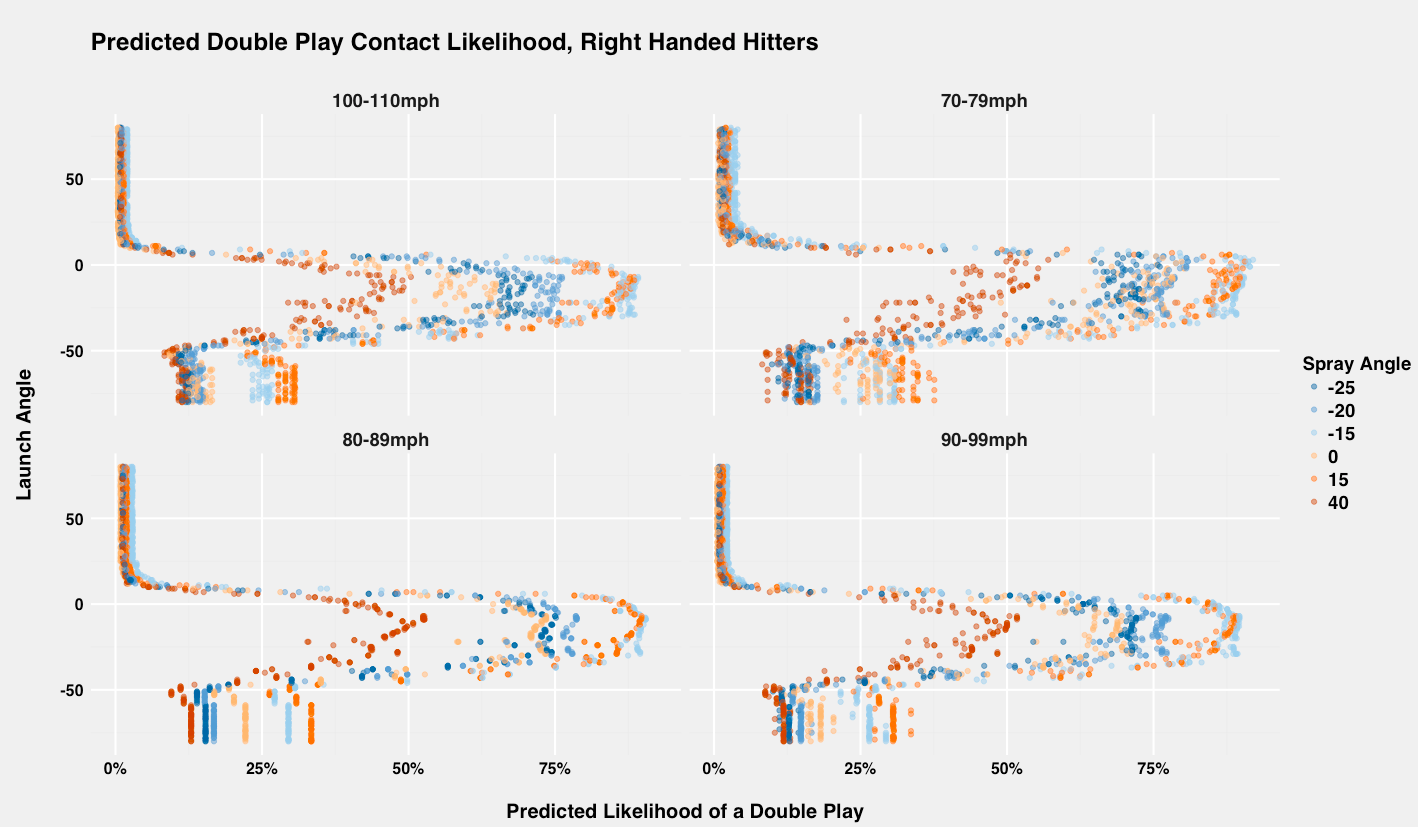 Predicted Double Play Contact Likelihood, Right Handed Hitters
100-110mph
70-79mph
50
0
-50
80-89mph
90-99mph
50
0
-50
0%
25%
50%
75%
0%
25%
50%
75%
Launch Angle
Predicted Likelihood of a Double Play
Spray Angle
-25
-20
-15
0
15
40